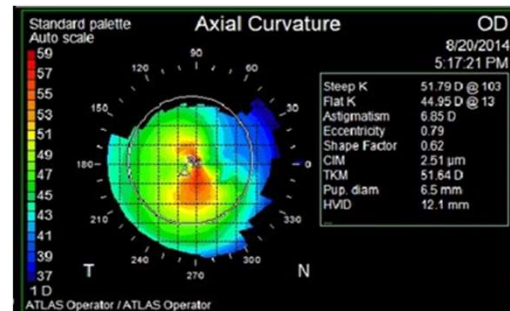 Standard palette
Auto scale
Axial Curvature
OD
8/20/2014
5:17:21 PM
59
57
55
53
51
49
47
45
43
41
39
37
1 D
90
120
60
150
30
180
0
210
330
240
300
270
T
N
Steep K 51.79 D @ 103
Flat K 44.95 D @ 13
Astigmatism 6.85 D
Eccentricity 0.79
Shape Factor 0.62
CIM 2.51 µm
TKM 51.64 D
Pup. diam 6.5 mm
HVID 12.1 mm
ATLAS Operator / ATLAS Operator